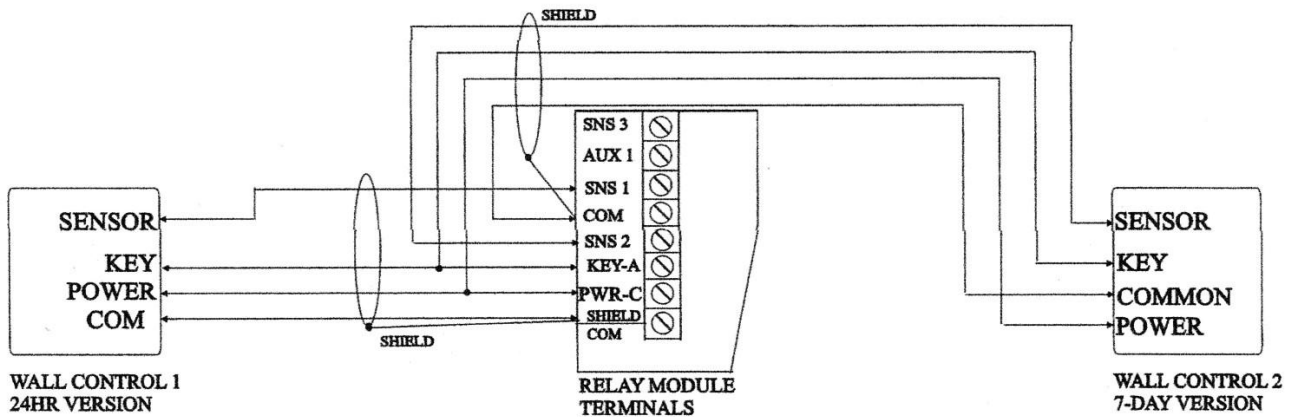 SHIELD
SNS 3
AUX 1
SNS 1
COM
SNS 2
KEY-A
PWR-C
SHIELD
COM
SENSOR
KEY
POWER
COM
SHIELD
SENSOR
KEY
COMMON
POWER
WALL CONTROL 1
24HR VERSION
RELAY MODULE
TERMINALS
WALL CONTROL 2
7-DAY VERSION